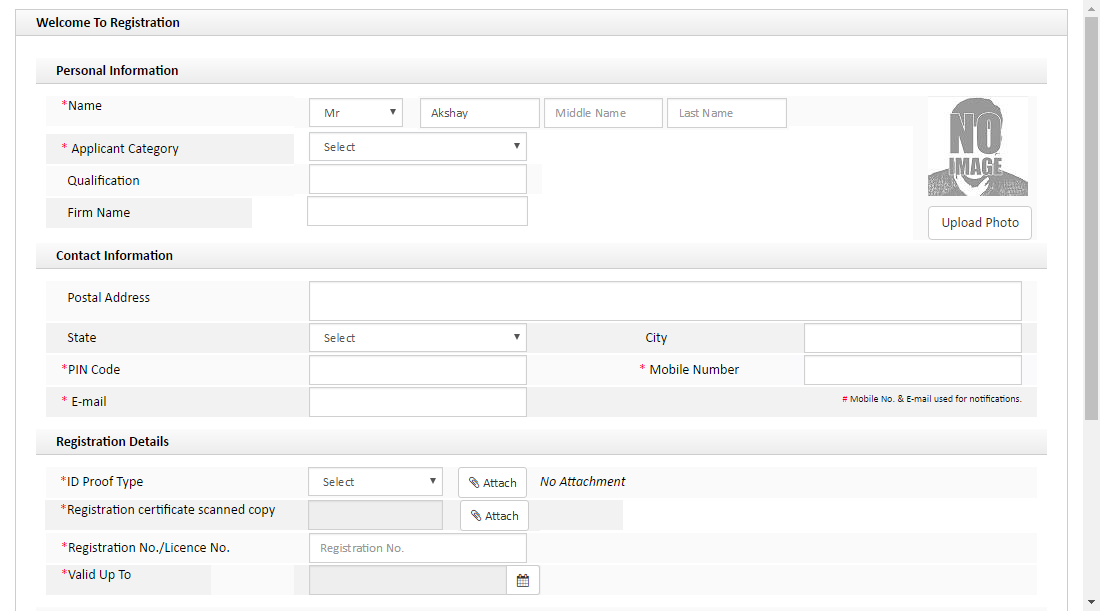 Welcome To Registration
Personal Information
*Name Mr Akshay Middle Name Last Name
NO
IMAGE
* Applicant Category Select
Qualification
Firm Name
Upload Photo
Contact Information
Postal Address
State Select City
*PIN Code * Mobile Number
* E-mail # Mobile No. & E-mail used for notifications.
Registration Details
*ID Proof Type Select Attach No Attachment
*Registration certificate scanned copy Attach
*Registration No./Licence No. Registration No.
*Valid Up To